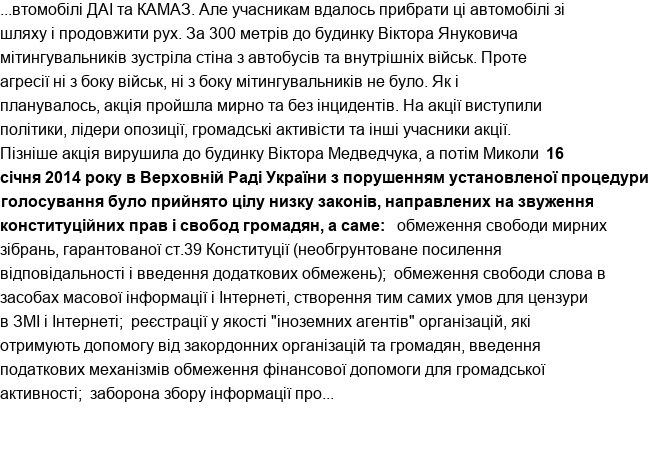 ...втомобілі ДАІ та КАМАЗ. Але учасникам вдалось прибрати ці автомобілі зі
шляху і продовжити рух. За 300 метрів до будинку Віктора Януковича
мітингувальників зустріла стіна з автобусів та внутрішніх військ. Проте
агресії ні з боку військ, ні з боку мітингувальників не було. Як і
планувалось, акція пройшла мирно та без інцидентів. На акції виступили
політики, лідери опозиції, громадські активісти та інші учасники акції.
Пізніше акція вирушила до будинку Віктора Медведчука, а потім Миколи 16
січня 2014 року в Верховній Раді України з порушенням установленої процедури
голосування було прийнято цілу низку законів, направлених на звуження
конституційних прав і свобод громадян, а саме: обмеження свободи мирних
зібрань, гарантованої ст.39 Конституції (необгрунтоване посилення
відповідальності і введення додаткових обмежень); обмеження свободи слова в
засобах масової інформації і Інтернеті, створення тим самих умов для цензури
в ЗМІ і Інтернеті; реєстрації у якості "іноземних агентів" організацій, які
отримують допомогу від закордонних організацій та громадян, введення
податкових механізмів обмеження фінансової допомоги для громадської
активності; заборона збору інформації про...